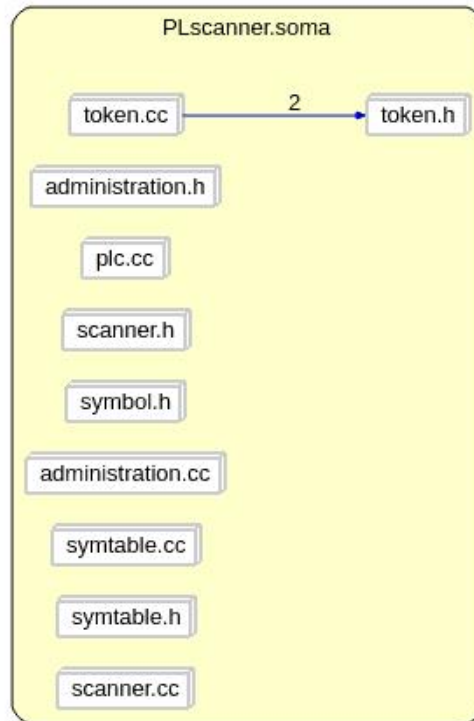 PLscanner.soma
token.cc 2 token.h
administration.h
plc.cc
scanner.h
symbol.h
administration.cc
symtable.cc
symtable.h
scanner.cc